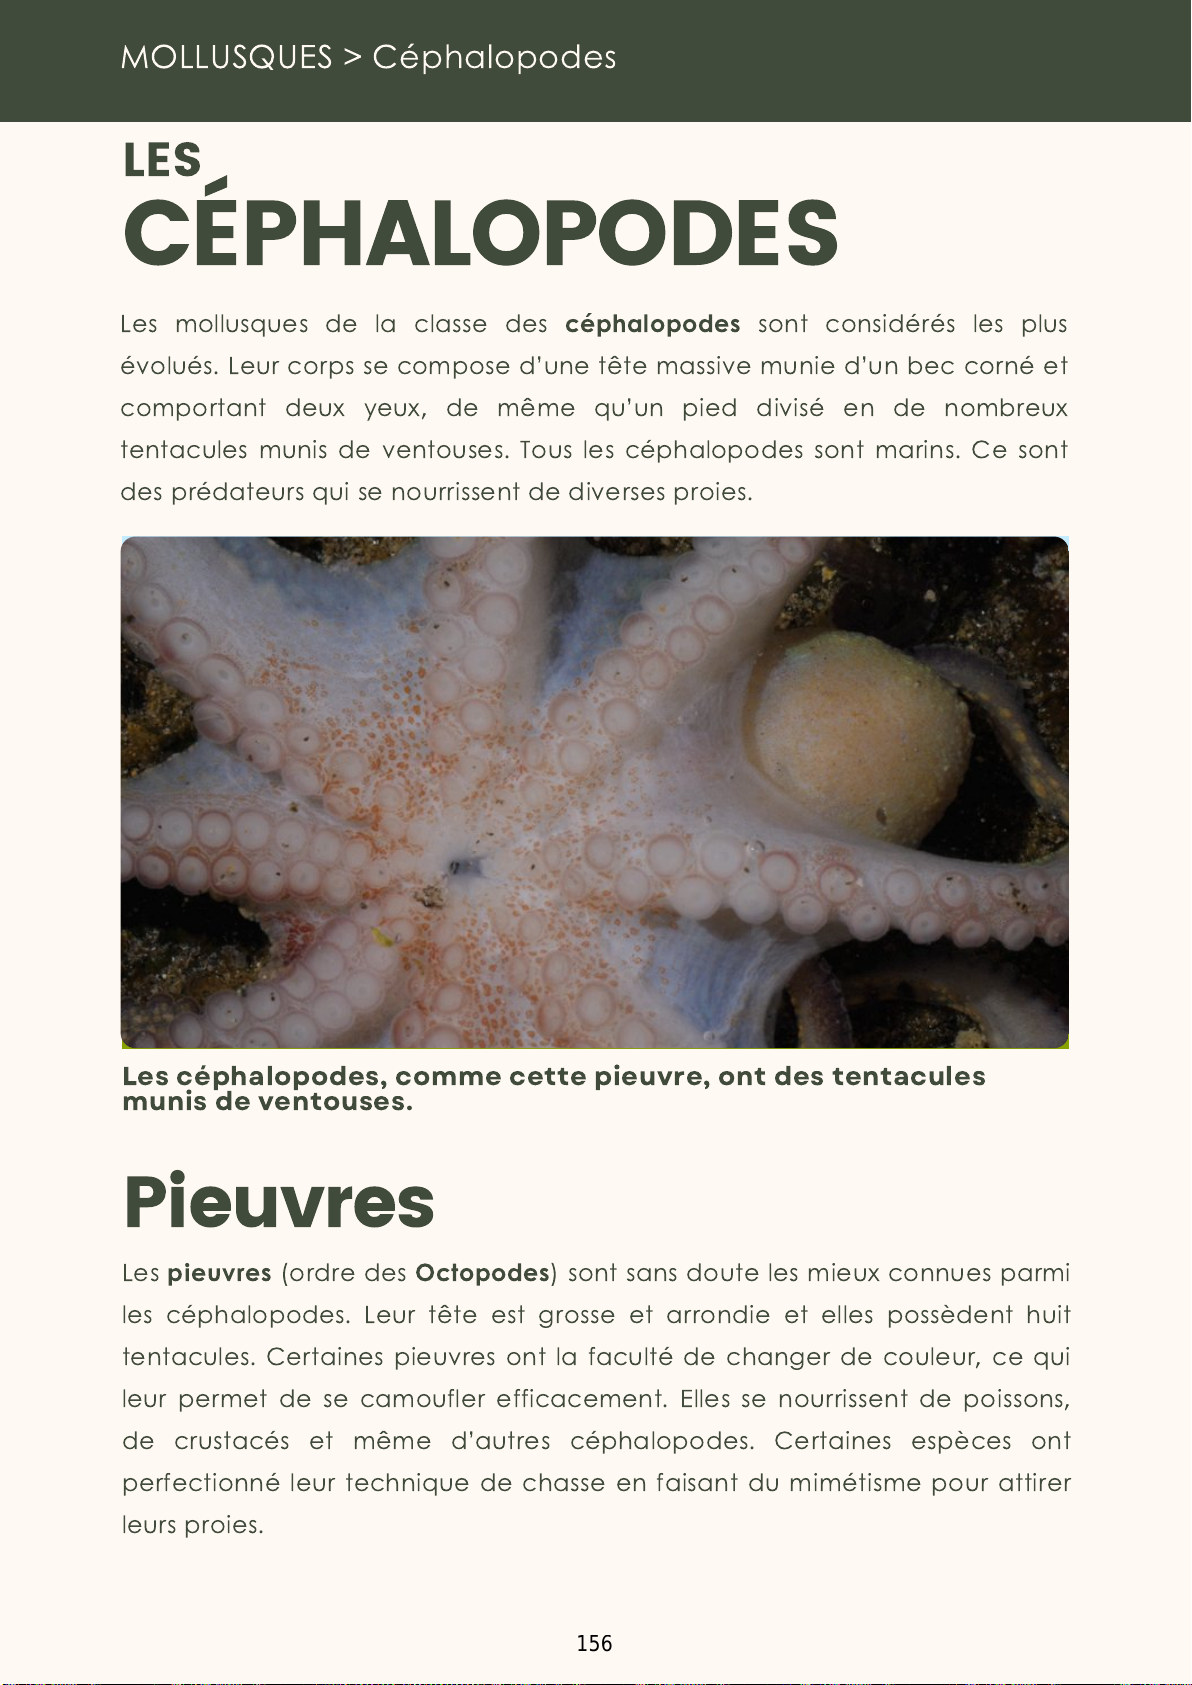 MOLLUSQUES > Céphalopodes
LES
CÉPHALOPODES
Les mollusques de la classe des céphalopodes sont considérés les plus
évolués. Leur corps se compose d'une tête massive munie d'un bec corné et
comportant deux yeux, de même qu'un pied divisé en de nombreux
tentacules munis de ventouses. Tous les céphalopodes sont marins. Ce sont
des prédateurs qui se nourrissent de diverses proies.
Les céphalopodes, comme cette pieuvre, ont des tentacules
munis de ventouses.
Pieuvres
Les pieuvres (ordre des Octopodes) sont sans doute les mieux connues parmi
les céphalopodes. Leur tête est grosse et arrondie et elles possèdent huit
tentacules. Certaines pieuvres ont la faculté de changer de couleur, ce qui
leur permet de se camoufler efficacement. Elles se nourrissent de poissons,
de crustacés et même d'autres céphalopodes. Certaines espèces ont
perfectionné leur technique de chasse en faisant du mimétisme pour attirer
leurs proies.
156